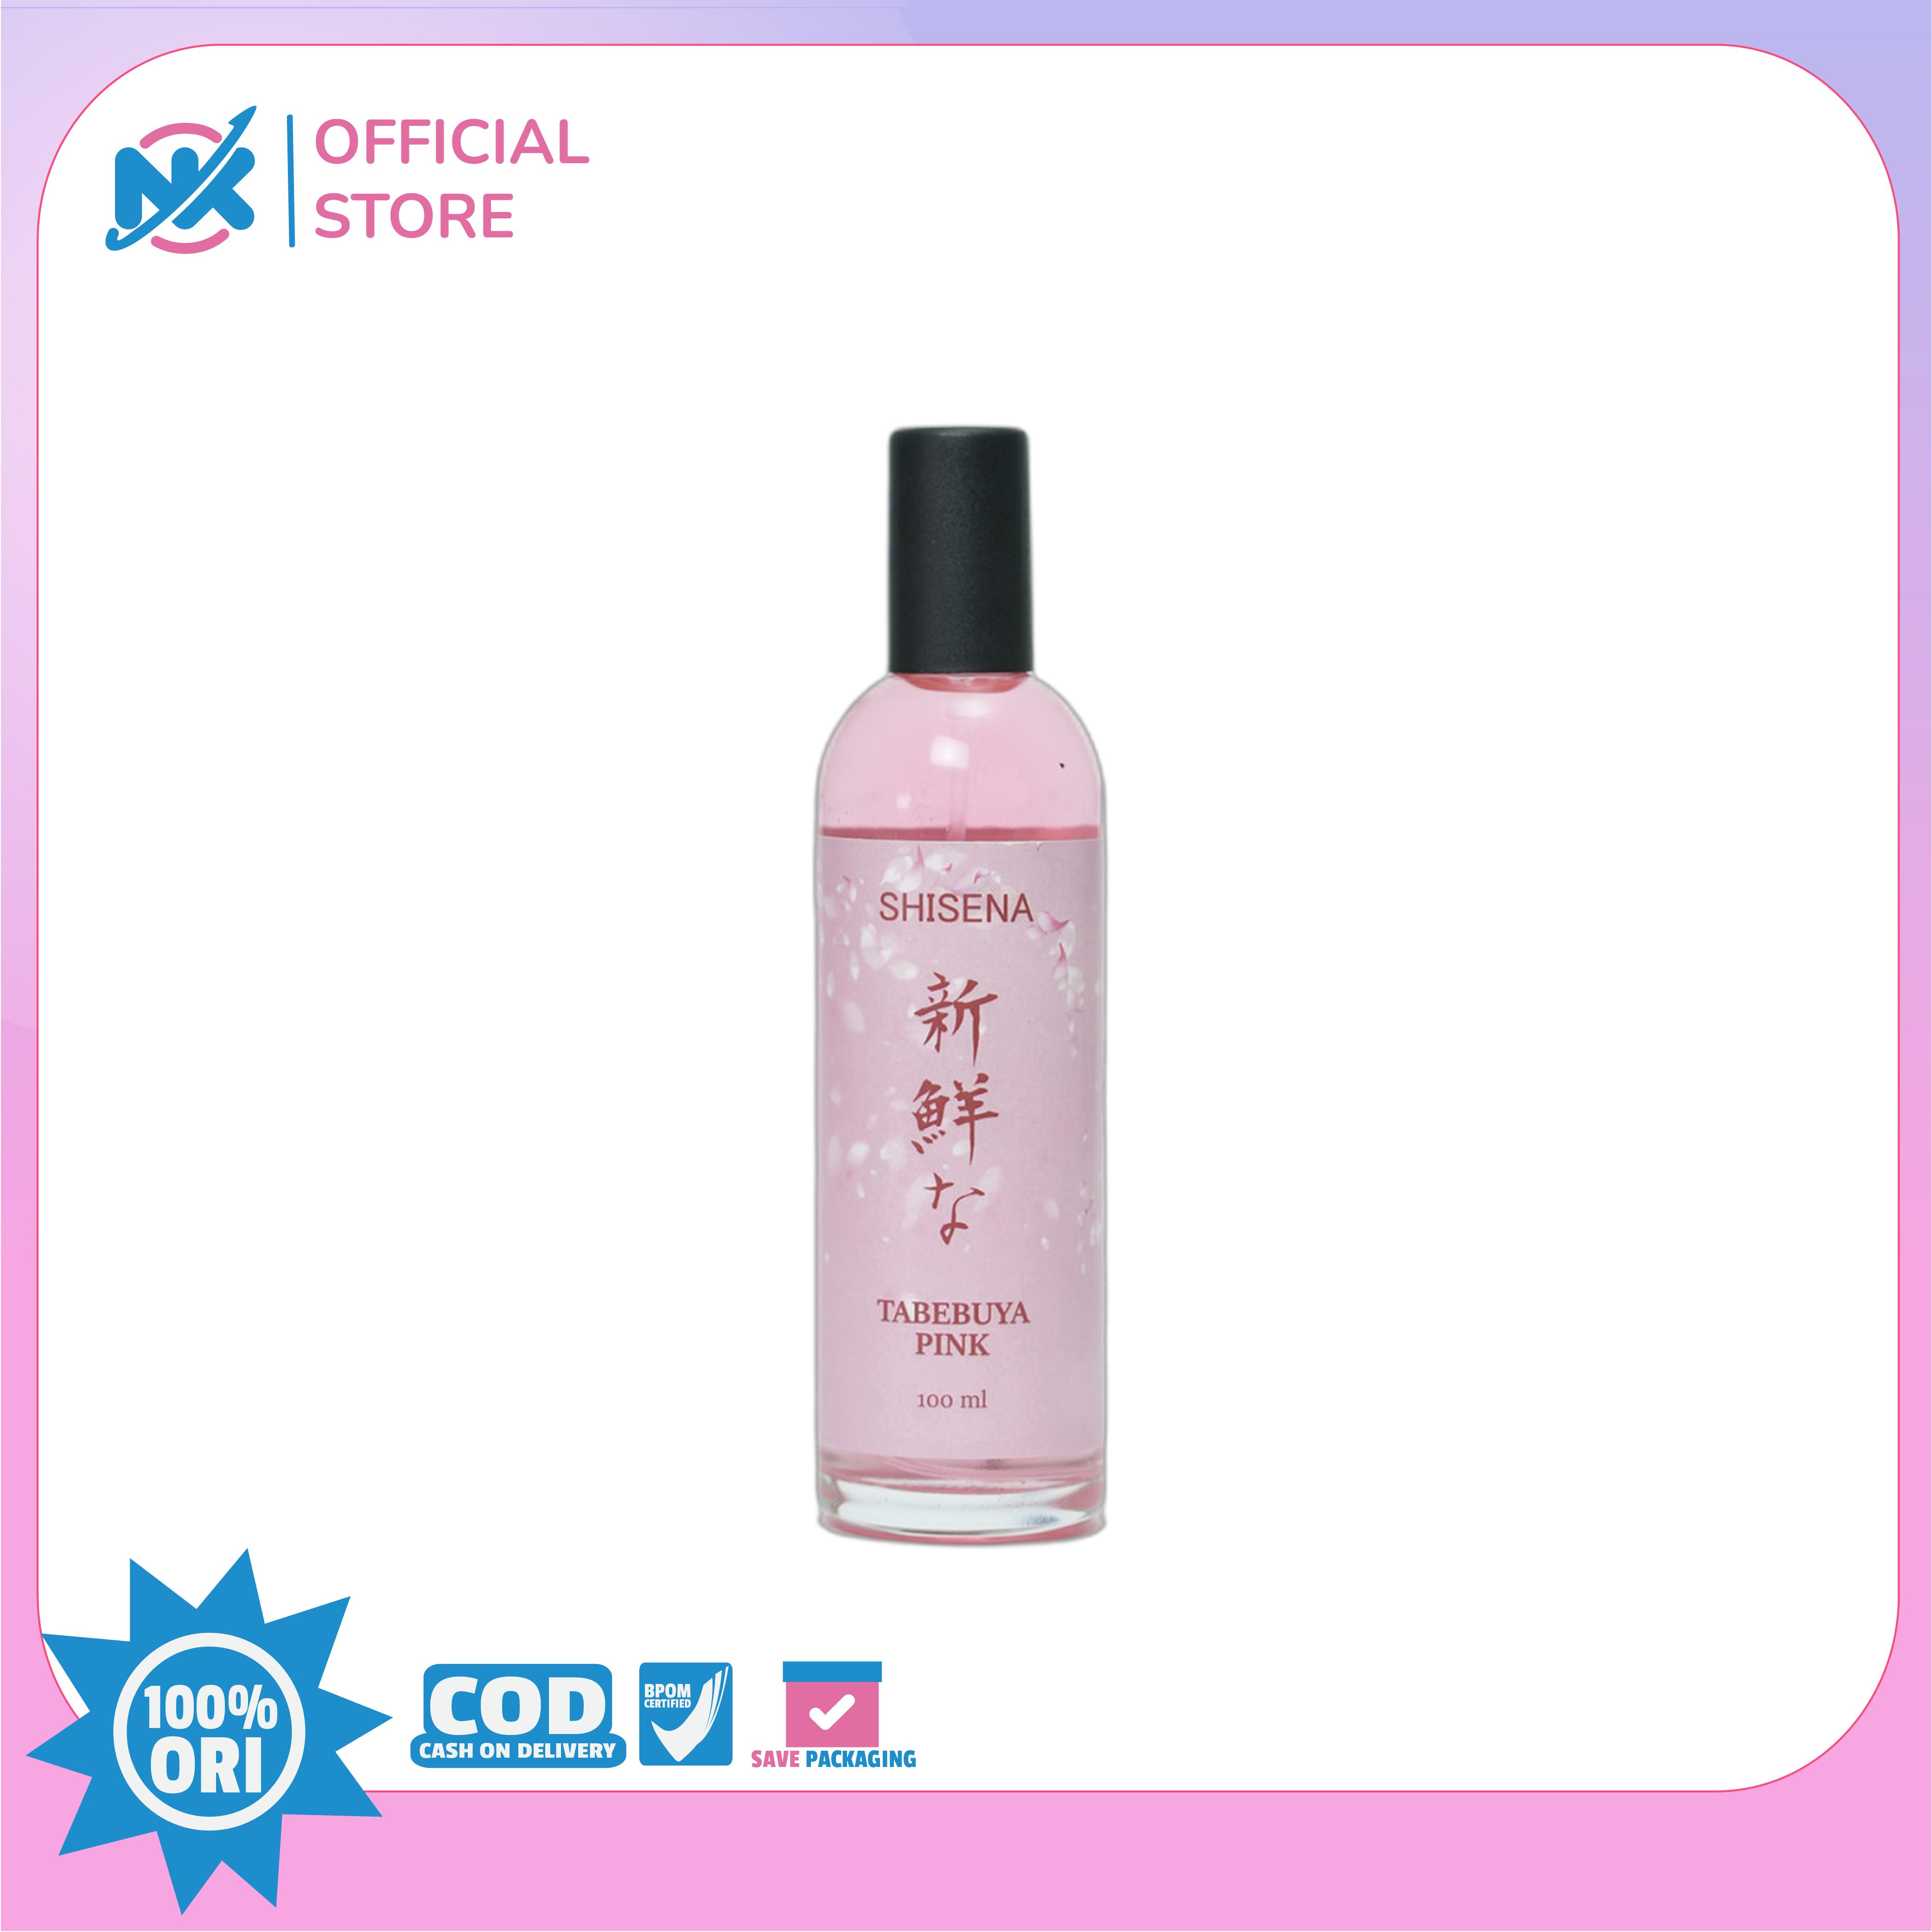 NK
OFFICIAL
STORE
SHISENA
新
鮮
な
TABEBUYA
PINK
100 ml
100%
ORI
COD
CASH ON DELIVERY
BPOM
CERTIFIED
SAVE PACKAGING